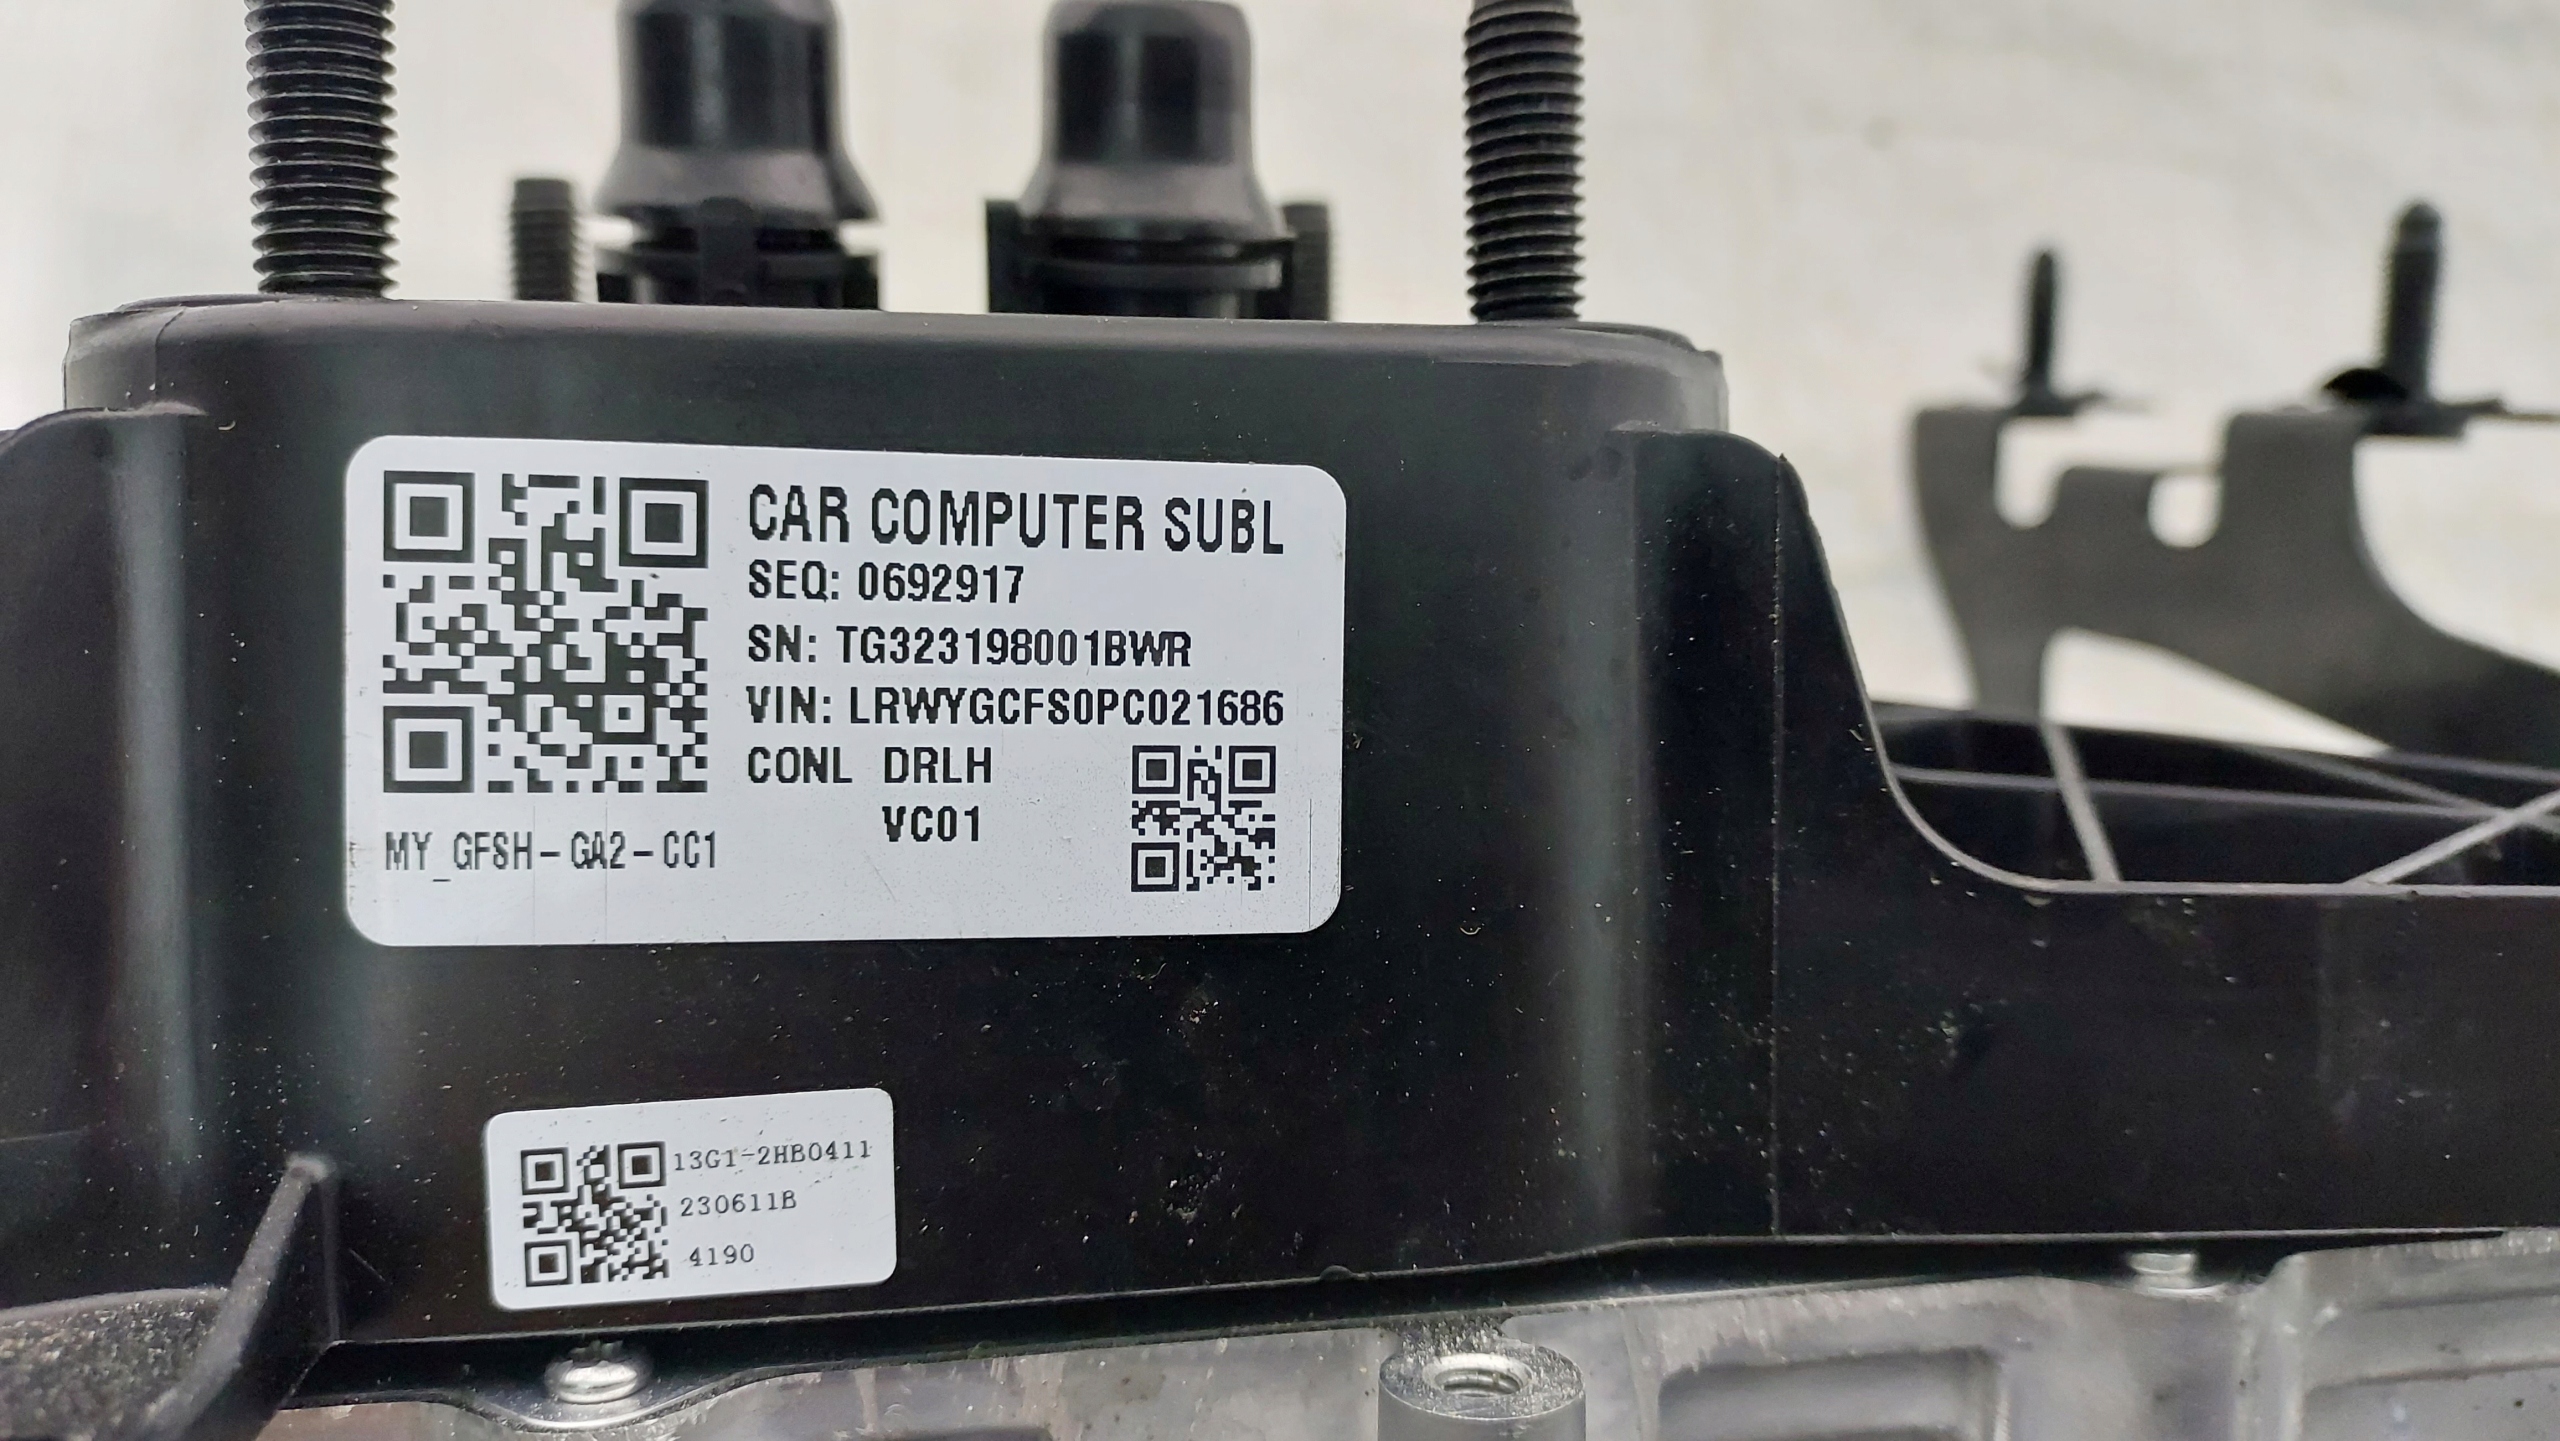 CAR COMPUTER SUBL
SEQ: 0692917
SN: TG323198001BWR
VIN: LRWYGCFS0PC021686
CONL DRLH
VC01
MY_GFSH-GA2-CC1
13G1-2HB0411
230611B
4190